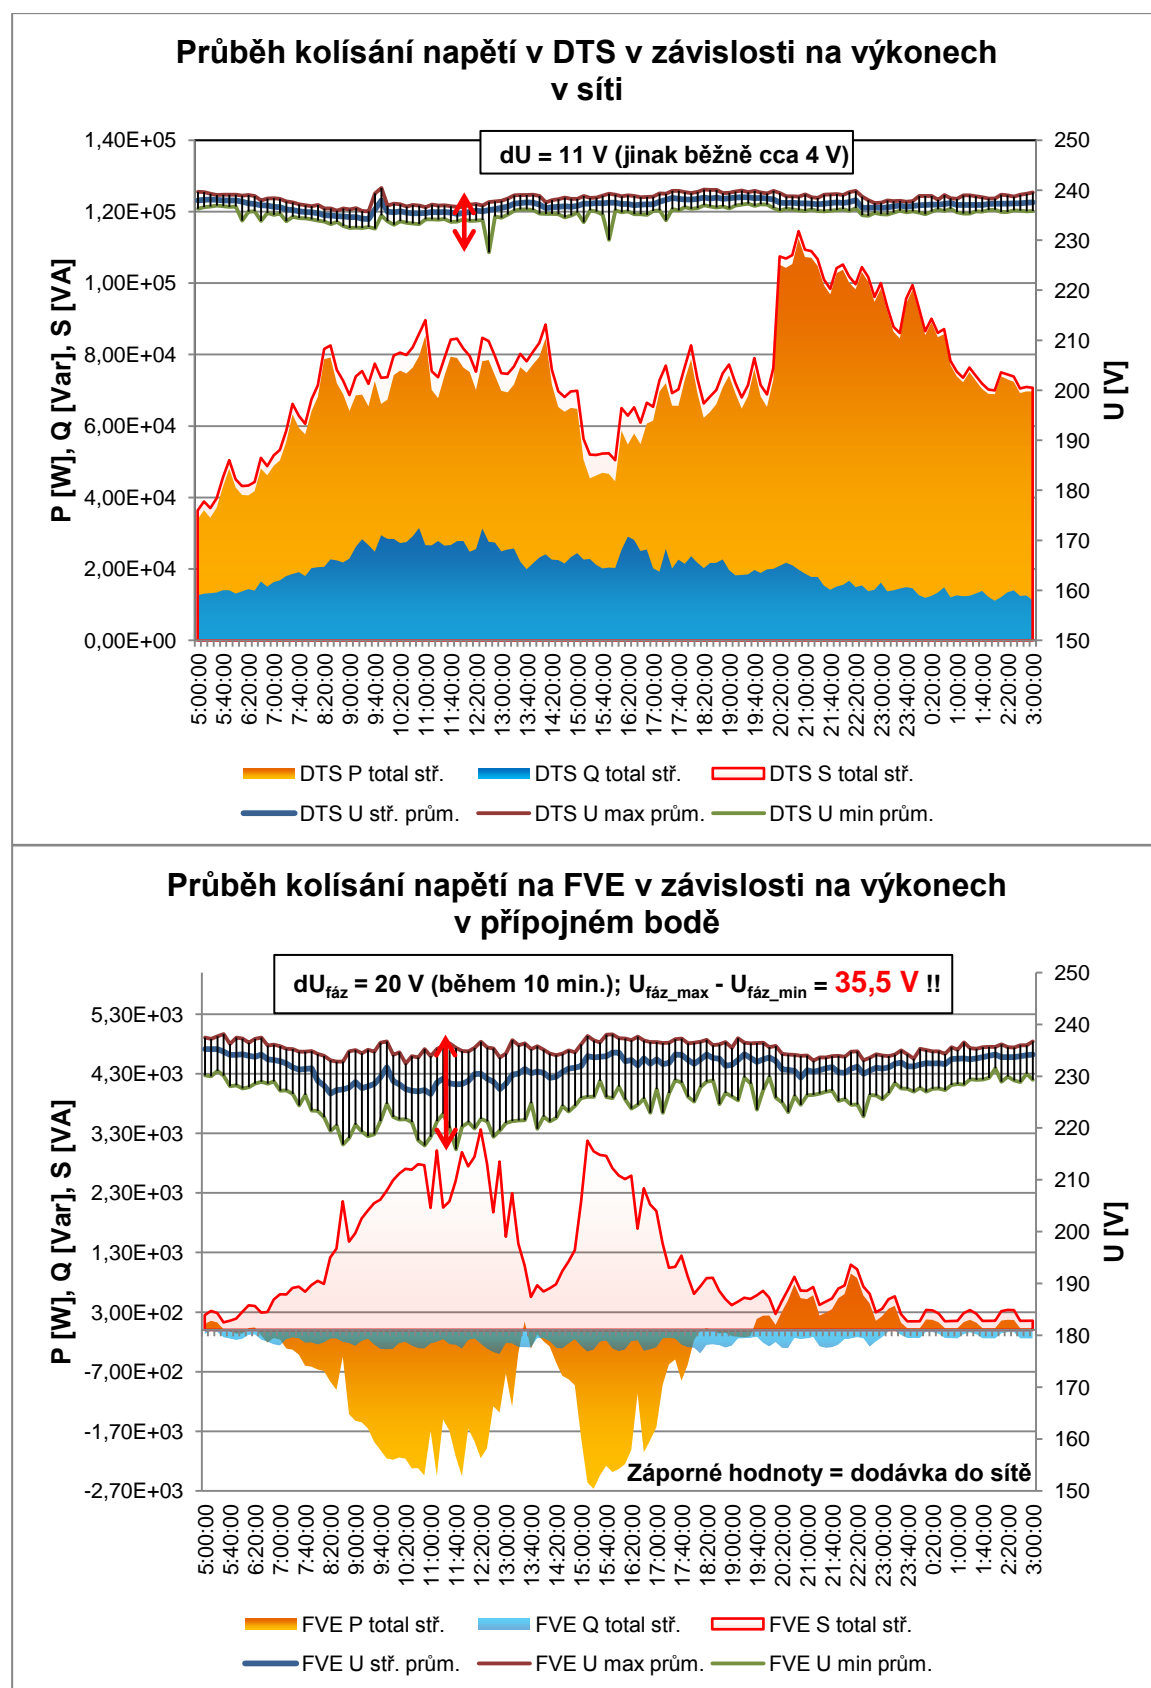 Průběh kolísání napětí v DTS v závislosti na výkonech
v síti
dU = 11 V (jinak běžně cca 4 V)
P [W], Q [Var], S [VA]
1,40E+05
1,20E+05
1,00E+05
8,00E+04
6,00E+04
4,00E+04
2,00E+04
0,00E+00
250
240
230
220
210
200
190
180
170
160
150
U [V]
5:00:00 5:40:00 6:20:00 7:00:00 7:40:00 8:20:00 9:00:00 9:40:00 10:20:00 11:00:00 11:40:00 12:20:00 13:00:00 13:40:00 14:20:00 15:00:00 15:40:00 16:20:00 17:00:00 17:40:00 18:20:00 19:00:00 19:40:00 20:20:00 21:00:00 21:40:00 22:20:00 23:00:00 23:40:00 0:20:00 1:00:00 1:40:00 2:20:00 3:00:00
DTS P total stř. DTS Q total stř. DTS S total stř.
DTS U stř. prům. DTS U max prům. DTS U min prům.
Průběh kolísání napětí na FVE v závislosti na výkonech
v přípojném bodě
dUfáz = 20 V (během 10 min.); Ufáz_max - Ufáz_min = 35,5 V !!
P [W], Q [Var], S [VA]
5,30E+03
4,30E+03
3,30E+03
2,30E+03
1,30E+03
3,00E+02
-7,00E+02
-1,70E+03
-2,70E+03
250
240
230
220
210
200
190
180
170
160
150
U [V]
Záporné hodnoty = dodávka do sítě
5:00:00 5:40:00 6:20:00 7:00:00 7:40:00 8:20:00 9:00:00 9:40:00 10:20:00 11:00:00 11:40:00 12:20:00 13:00:00 13:40:00 14:20:00 15:00:00 15:40:00 16:20:00 17:00:00 17:40:00 18:20:00 19:00:00 19:40:00 20:20:00 21:00:00 21:40:00 22:20:00 23:00:00 23:40:00 0:20:00 1:00:00 1:40:00 2:20:00 3:00:00
FVE P total stř. FVE Q total stř. FVE S total stř.
FVE U stř. prům. FVE U max prům. FVE U min prům.